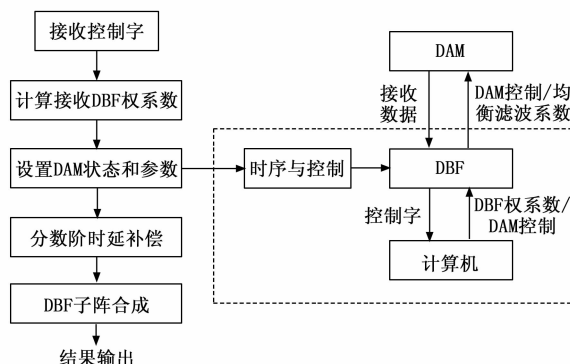 接收控制字
计算接收DBF权系数
设置DAM状态和参数
分数阶时延补偿
DBF子阵合成
结果输出
时序与控制
DAM
接收
数据
DAM控制/均
衡滤波系数
DBF
控制字
DBF权系数/
DAM控制
计算机